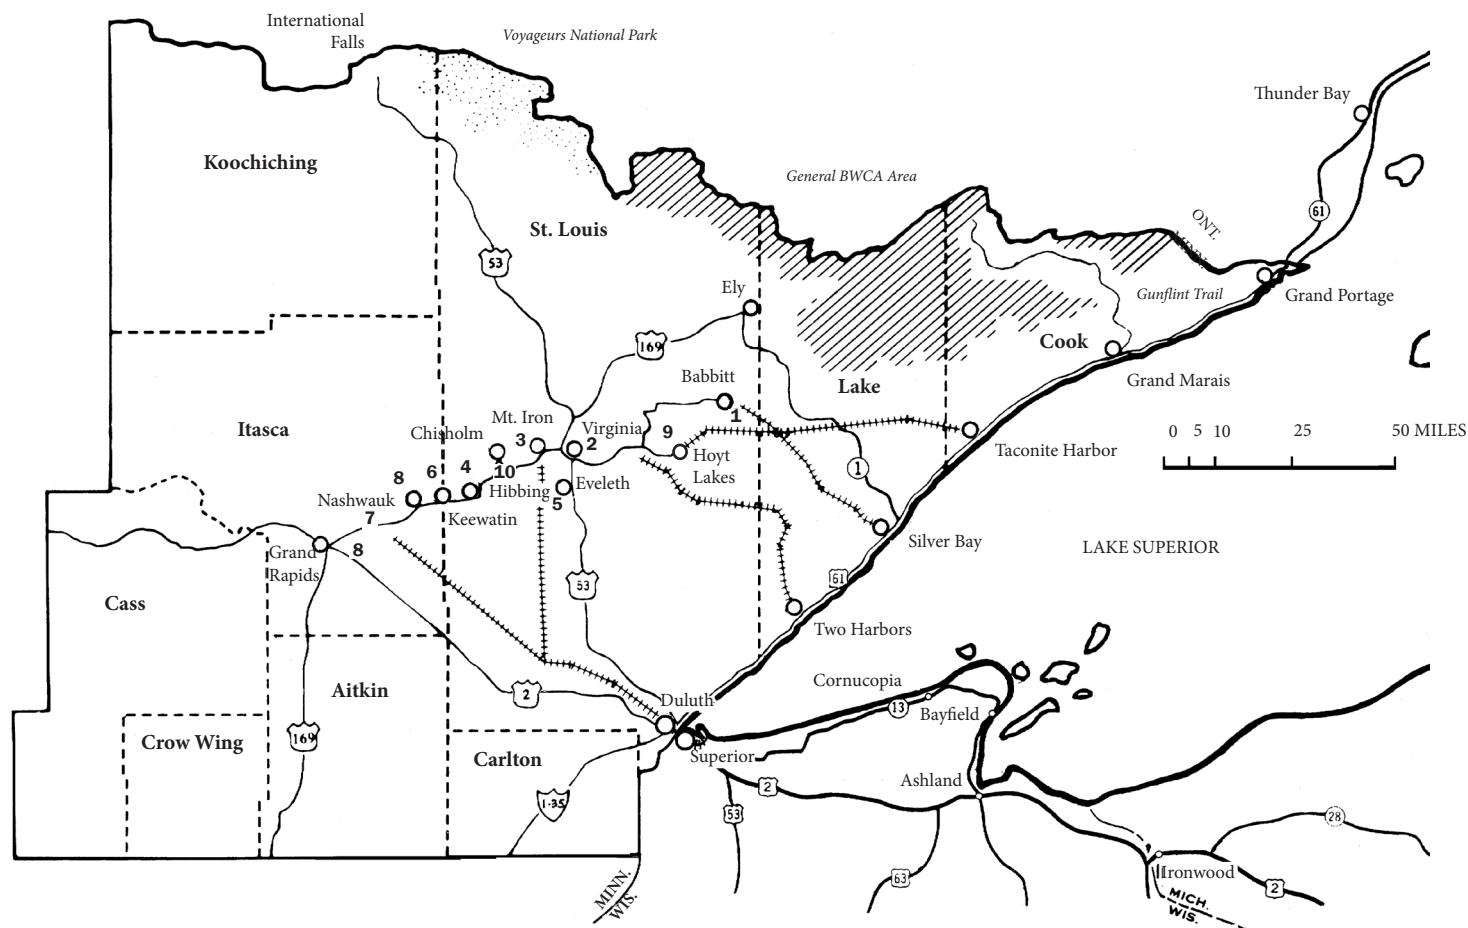 International
Falls
Voyageurs National Park
Thunder Bay
Koochiching
General BWCA Area
61
ONT.
St. Louis
53
Ely
Gunflint Trail
Grand Portage
169
Cook
Babbitt
Lake
Grand Marais
1
Mt. Iron
Chisholm
Virginia
Itasca
3
2
9
0 5 10 25 50 MILES
Taconite Harbor
8
6
4
10
Hoyt
Lakes
1
Nashwauk
Hibbing
Eveleth
5
7
Keewatin
Silver Bay
LAKE SUPERIOR
Grand
Rapids
8
53
61
Cass
Two Harbors
Cornucopia
Aitkin
2
Duluth
13
Bayfield
169
Crow Wing
Carlton
Superior
Ashland
2
I-35
53
28
63
Ironwood
2
MINN.
WIS.
MICH.
WIS.